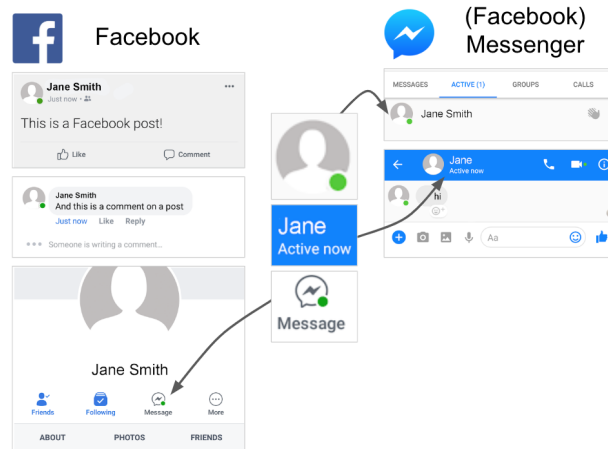 Facebook
Jane Smith
Just now
This is a Facebook post!
Like Comment
Jane Smith
And this is a comment on a post
Just now Like Reply
Someone is writing a comment...
Jane Smith
Friends Following Message More
ABOUT PHOTOS FRIENDS
Jane
Active now
Message
(Facebook)
Messenger
MESSAGES ACTIVE (1) GROUPS CALLS
Jane Smith
Jane
Active now
hi
Aa